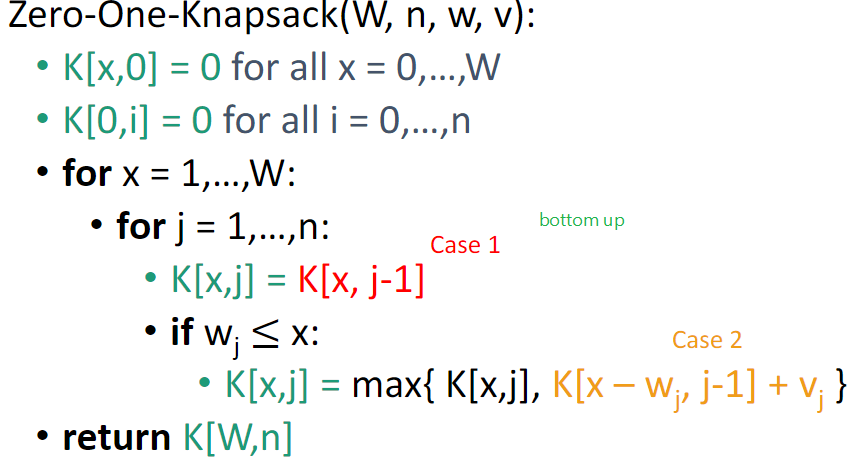 Zero-One-Knapsack(W, n, w, v):
• K[x,0] = 0 for all x = 0,...,W
• K[0,i] = 0 for all i = 0,...,n
• for x = 1,...,W:
• for j = 1,...,n:
bottom up
Case 1
• K[x,j] = K[x, j-1]
• if wⱼ ≤ x:
Case 2
• K[x,j] = max{ K[x,j], K[x – wⱼ, j-1] + vⱼ }
• return K[W,n]